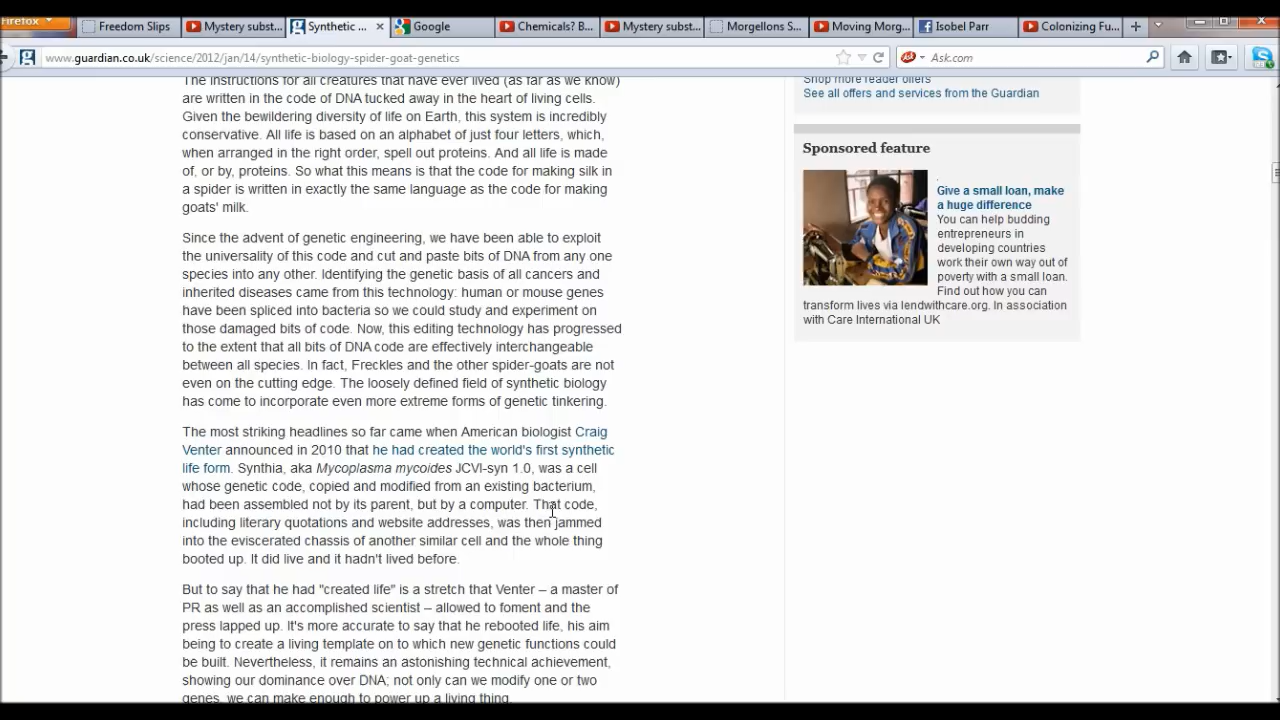 Firefox
Freedom Slips
Mystery subst...
Synthetic ...
Google
Chemicals? B...
Mystery subst...
Morgellons S...
Moving Morg...
Isobel Parr
Colonizing Fu...
www.guardian.co.uk/science/2012/jan/14/synthetic-biology-spider-goat-genetics
Ask.com
The instructions for all creatures that have ever lived (as far as we know)
are written in the code of DNA tucked away in the heart of living cells.
Given the bewildering diversity of life on Earth, this system is incredibly
conservative. All life is based on an alphabet of just four letters, which,
when arranged in the right order, spell out proteins. And all life is made
of, or by, proteins. So what this means is that the code for making silk in
a spider is written in exactly the same language as the code for making
goats' milk.
Since the advent of genetic engineering, we have been able to exploit
the universality of this code and cut and paste bits of DNA from any one
species into any other. Identifying the genetic basis of all cancers and
inherited diseases came from this technology: human or mouse genes
have been spliced into bacteria so we could study and experiment on
those damaged bits of code. Now, this editing technology has progressed
to the extent that all bits of DNA code are effectively interchangeable
between all species. In fact, Freckles and the other spider-goats are not
even on the cutting edge. The loosely defined field of synthetic biology
has come to incorporate even more extreme forms of genetic tinkering.
The most striking headlines so far came when American biologist Craig
Venter announced in 2010 that he had created the world's first synthetic
life form. Synthia, aka Mycoplasma mycoides JCVI-syn 1.0, was a cell
whose genetic code, copied and modified from an existing bacterium,
had been assembled not by its parent, but by a computer. That code,
including literary quotations and website addresses, was then jammed
into the eviscerated chassis of another similar cell and the whole thing
booted up. It did live and it hadn't lived before.
But to say that he had "created life" is a stretch that Venter – a master of
PR as well as an accomplished scientist – allowed to foment and the
press lapped up. It's more accurate to say that he rebooted life, his aim
being to create a living template on to which new genetic functions could
be built. Nevertheless, it remains an astonishing technical achievement,
showing our dominance over DNA; not only can we modify one or two
genes, we can make enough to power up a living thing.
Shop more reader offers
See all offers and services from the Guardian
Sponsored feature
Give a small loan, make
a huge difference
You can help budding
entrepreneurs in
developing countries
work their own way out of
poverty with a small loan.
Find out how you can
transform lives via lendwithcare.org. In association
with Care International UK